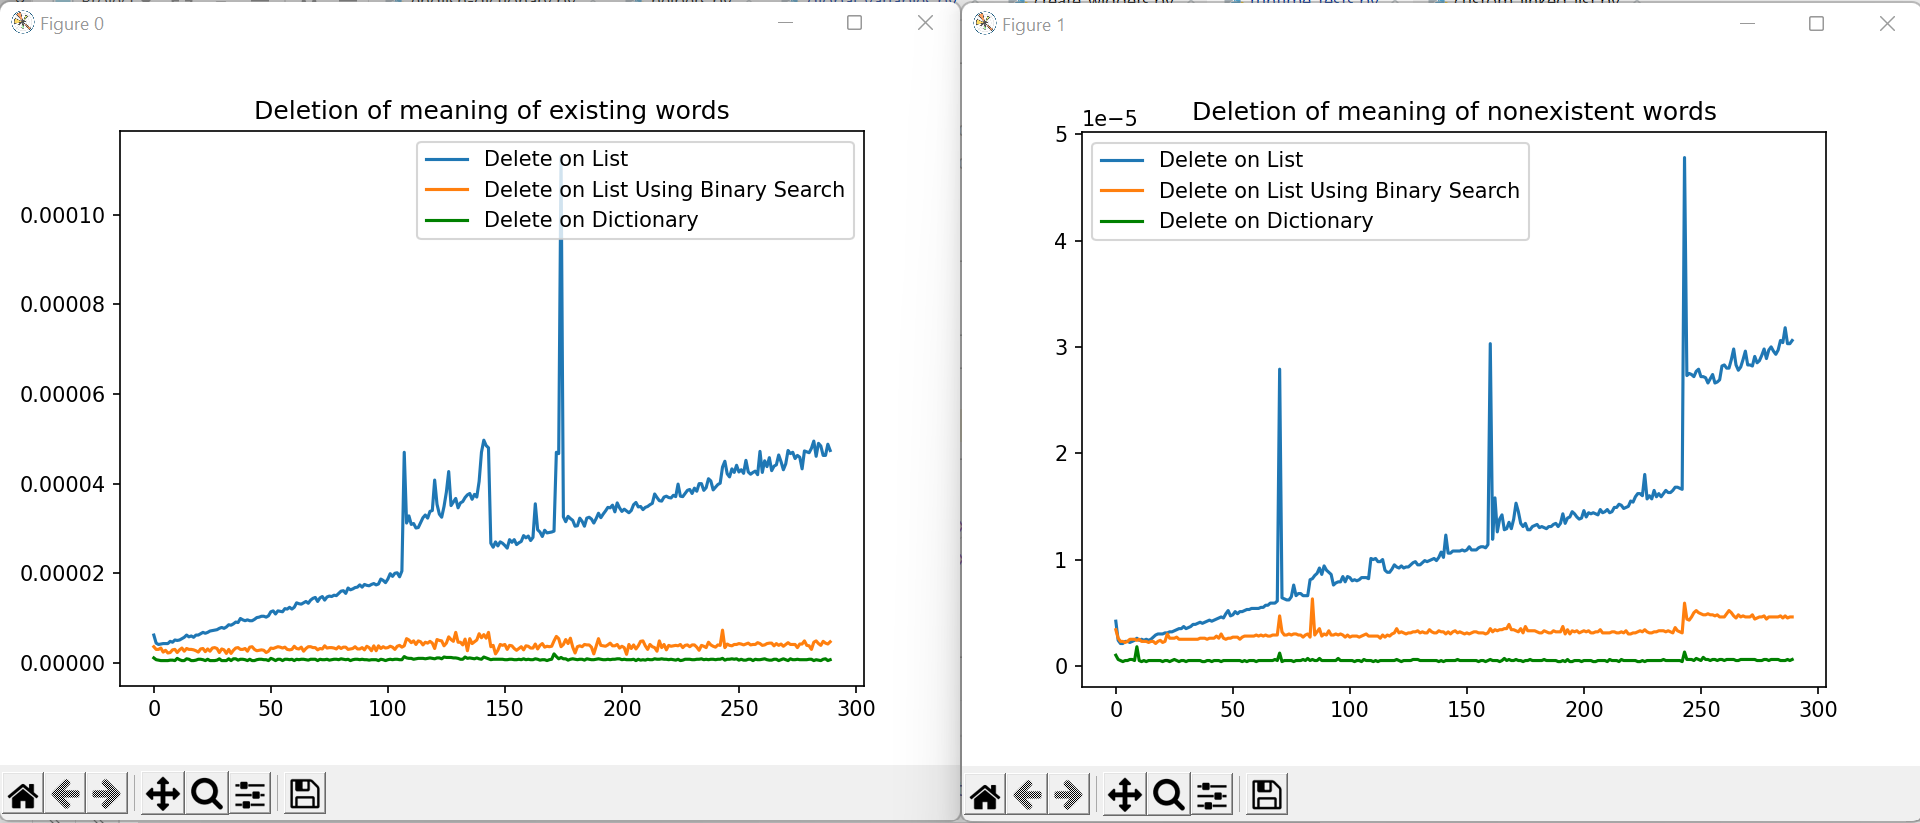 Figure 0
Deletion of meaning of existing words
Delete on List
Delete on List Using Binary Search
Delete on Dictionary
0.00010
0.00008
0.00006
0.00004
0.00002
0.00000
0 50 100 150 200 250 300
Figure 1
1e−5
Deletion of meaning of nonexistent words
Delete on List
Delete on List Using Binary Search
Delete on Dictionary
5
4
3
2
1
0
0 50 100 150 200 250 300